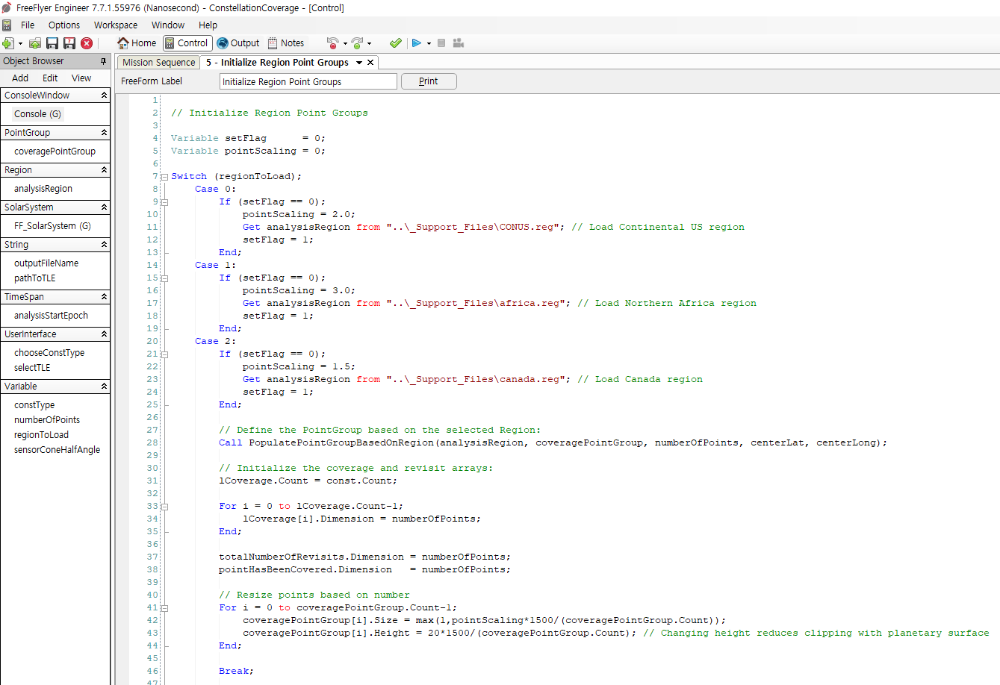 FreeFlyer Engineer 7.7.1.55976 (Nanosecond) - ConstellationCoverage - [Control]
File Options Workspace Window Help
Home Control Output Notes
Object Browser
Add Edit View
ConsoleWindow
Console (G)
PointGroup
coveragePointGroup
Region
analysisRegion
SolarSystem
FF_SolarSystem (G)
String
outputFileName
pathToTLE
TimeSpan
analysisStartEpoch
UserInterface
chooseConstType
selectTLE
Variable
constType
numberOfPoints
regionToLoad
sensorConeHalfAngle
Mission Sequence 5 - Initialize Region Point Groups
FreeForm Label Initialize Region Point Groups Print
1
2 // Initialize Region Point Groups
3
4 Variable setFlag      = 0;
5 Variable pointScaling = 0;
6
7 Switch (regionToLoad);
8     Case 0:
9         If (setFlag == 0);
10             pointScaling = 2.0;
11             Get analysisRegion from "..\_Support_Files\CONUS.reg"; // Load Continental US region
12             setFlag = 1;
13         End;
14     Case 1:
15         If (setFlag == 0);
16             pointScaling = 3.0;
17             Get analysisRegion from "..\_Support_Files\africa.reg"; // Load Northern Africa region
18             setFlag = 1;
19         End;
20     Case 2:
21         If (setFlag == 0);
22             pointScaling = 1.5;
23             Get analysisRegion from "..\_Support_Files\canada.reg"; // Load Canada region
24             setFlag = 1;
25         End;
26
27         // Define the PointGroup based on the selected Region:
28         Call PopulatePointGroupBasedOnRegion(analysisRegion, coveragePointGroup, numberOfPoints, centerLat, centerLong);
29
30         // Initialize the coverage and revisit arrays:
31         lCoverage.Count = const.Count;
32
33         For i = 0 to lCoverage.Count-1;
34             lCoverage[i].Dimension = numberOfPoints;
35         End;
36
37         totalNumberOfRevisits.Dimension = numberOfPoints;
38         pointHasBeenCovered.Dimension   = numberOfPoints;
39
40         // Resize points based on number
41         For i = 0 to coveragePointGroup.Count-1;
42             coveragePointGroup[i].Size = max(1,pointScaling*1500/(coveragePointGroup.Count));
43             coveragePointGroup[i].Height = 20*1500/(coveragePointGroup.Count); // Changing height reduces clipping with planetary surface
44         End;
45
46         Break;
47